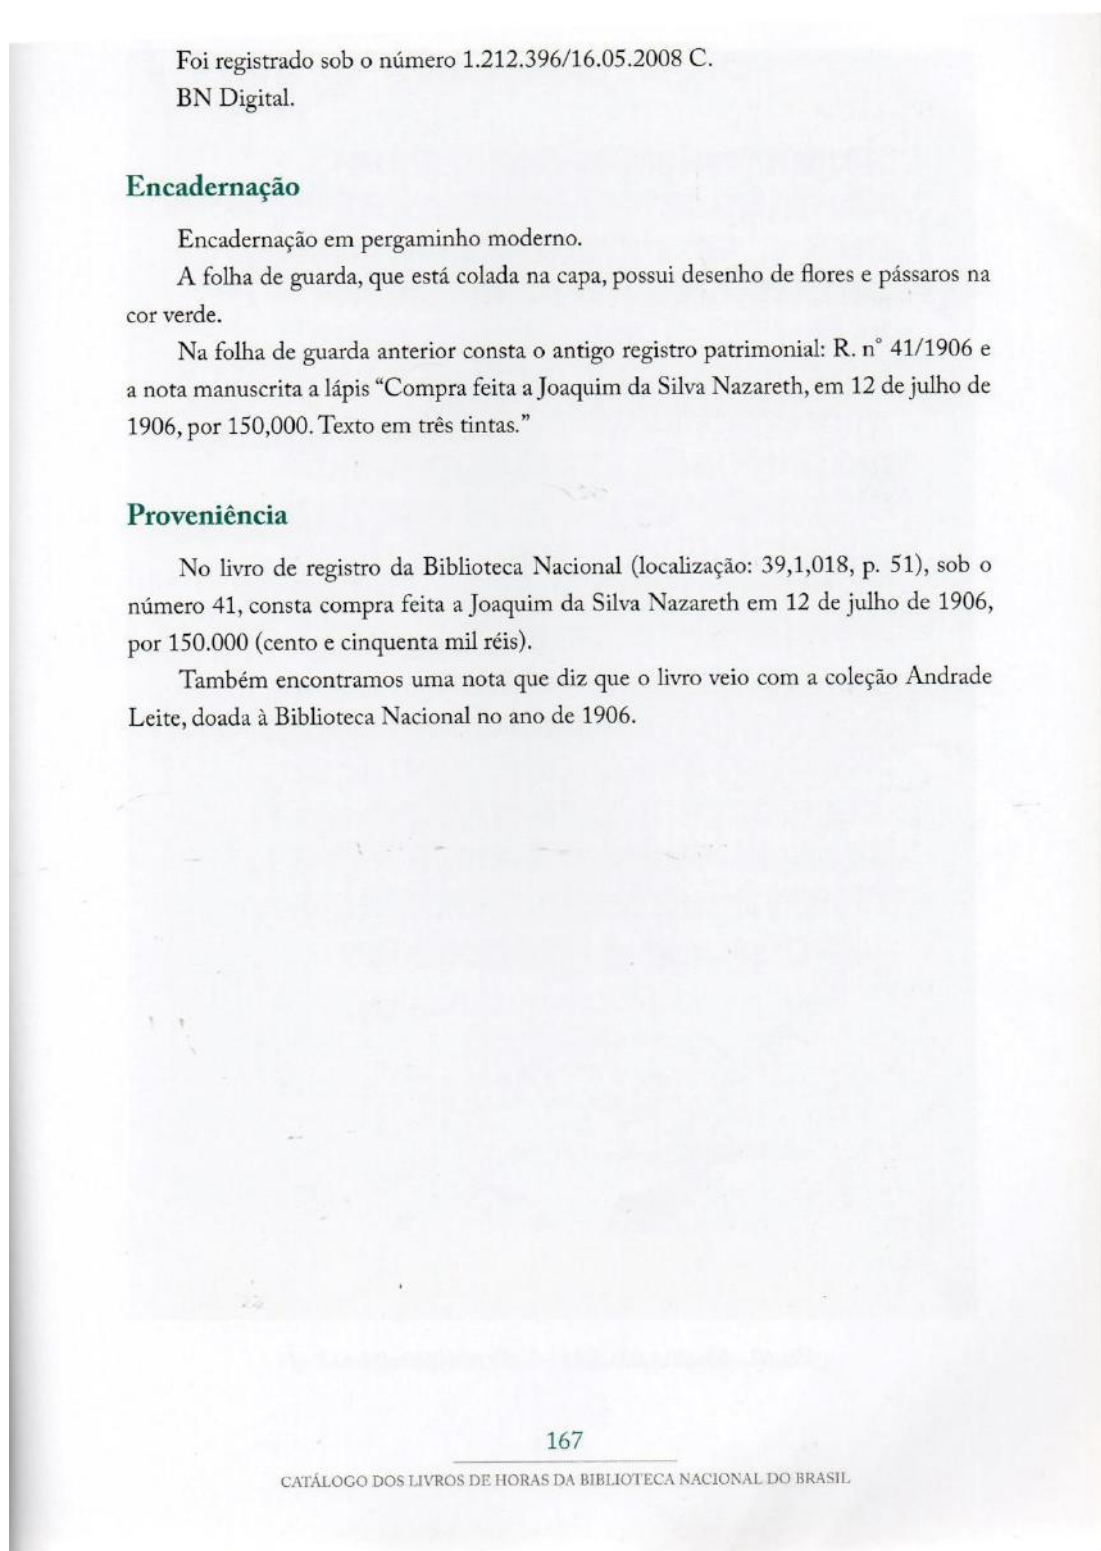 Foi registrado sob o número 1.212.396/16.05.2008 C.
BN Digital.
Encadernação
Encadernação em pergaminho moderno.
A folha de guarda, que está colada na capa, possui desenho de flores e pássaros na
cor verde.
Na folha de guarda anterior consta o antigo registro patrimonial: R. n° 41/1906 e
a nota manuscrita a lápis “Compra feita a Joaquim da Silva Nazareth, em 12 de julho de
1906, por 150,000. Texto em três tintas.”
Proveniência
No livro de registro da Biblioteca Nacional (localização: 39,1,018, p. 51), sob o
número 41, consta compra feita a Joaquim da Silva Nazareth em 12 de julho de 1906,
por 150.000 (cento e cinquenta mil réis).
Também encontramos uma nota que diz que o livro veio com a coleção Andrade
Leite, doada à Biblioteca Nacional no ano de 1906.
167
CATÁLOGO DOS LIVROS DE HORAS DA BIBLIOTECA NACIONAL DO BRASIL